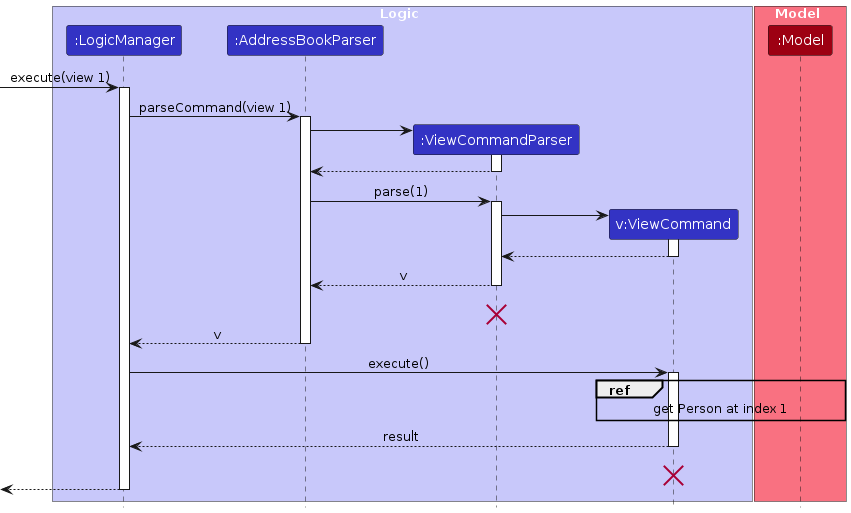 Logic
Model
:LogicManager
:AddressBookParser
:Model
execute(view 1)
parseCommand(view 1)
:ViewCommandParser
parse(1)
v:ViewCommand
v
v
execute()
ref
get Person at index 1
result